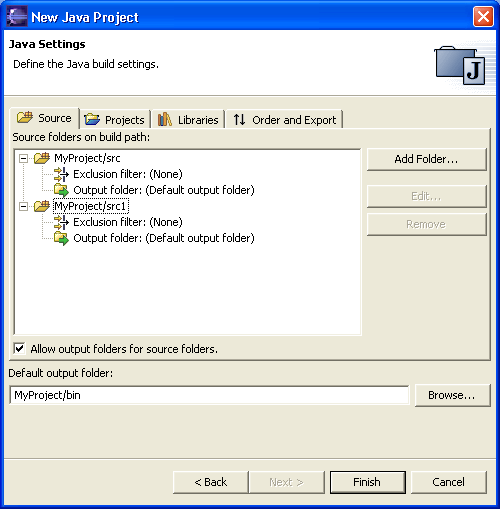 New Java Project
Java Settings
Define the Java build settings.
J
Source Projects Libraries Order and Export
Source folders on build path:
MyProject/src
Exclusion filter: (None)
Output folder: (Default output folder)
MyProject/src1
Exclusion filter: (None)
Output folder: (Default output folder)
Add Folder...
Edit...
Remove
Allow output folders for source folders.
Default output folder:
MyProject/bin
Browse...
< Back Next > Finish Cancel